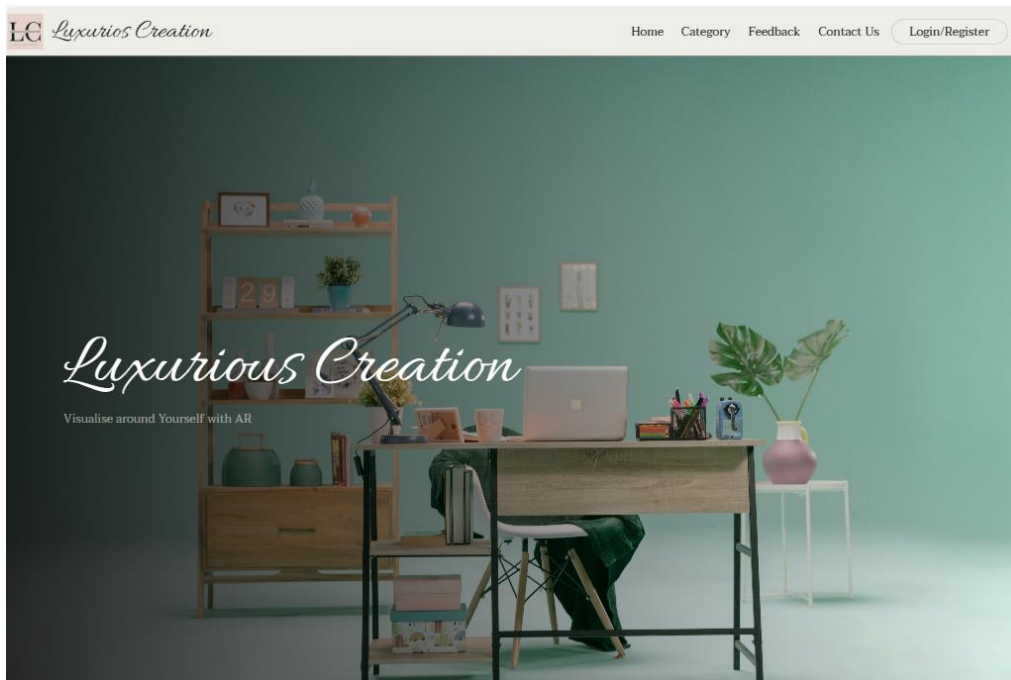 LC Luxurios Creation
Home Category Feedback Contact Us Login/Register
29
Luxurious Creation
Visualise around Yourself with AR